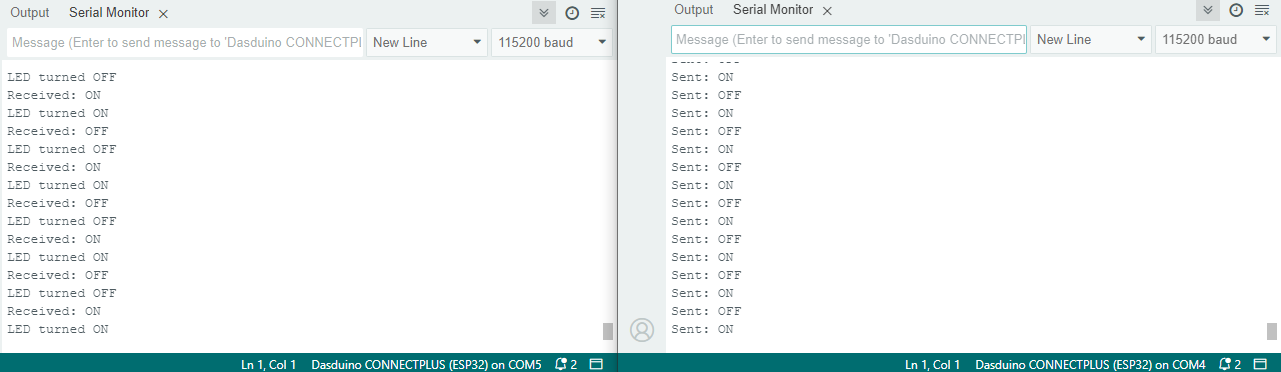 Output Serial Monitor
Message (Enter to send message to 'Dasduino CONNECTPL New Line 115200 baud
LED turned OFF
Received: ON
LED turned ON
Received: OFF
LED turned OFF
Received: ON
LED turned ON
Received: OFF
LED turned OFF
Received: ON
LED turned ON
Received: OFF
LED turned OFF
Received: ON
LED turned ON
Ln 1, Col 1 Dasduino CONNECTPLUS (ESP32) on COM5 2
Output Serial Monitor
Message (Enter to send message to 'Dasduino CONNECTPL New Line 115200 baud
Sent: OFF
Sent: ON
Sent: OFF
Sent: ON
Sent: OFF
Sent: ON
Sent: OFF
Sent: ON
Sent: OFF
Sent: ON
Sent: OFF
Sent: ON
Sent: OFF
Sent: ON
Sent: OFF
Sent: ON
Ln 1, Col 1 Dasduino CONNECTPLUS (ESP32) on COM4 2